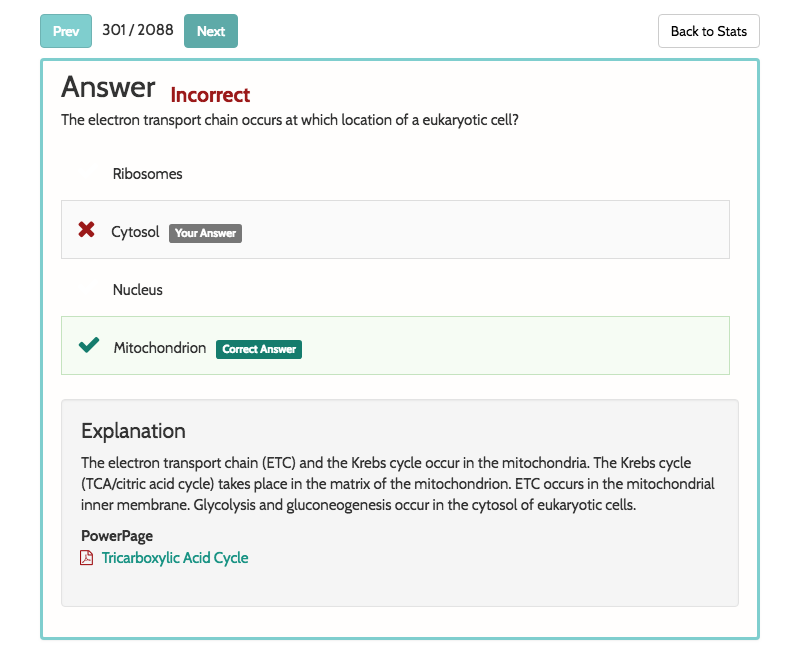 Prev 301 / 2088 Next Back to Stats
Answer Incorrect
The electron transport chain occurs at which location of a eukaryotic cell?
Ribosomes
Cytosol Your Answer
Nucleus
Mitochondrion Correct Answer
Explanation
The electron transport chain (ETC) and the Krebs cycle occur in the mitochondria. The Krebs cycle
(TCA/citric acid cycle) takes place in the matrix of the mitochondrion. ETC occurs in the mitochondrial
inner membrane. Glycolysis and gluconeogenesis occur in the cytosol of eukaryotic cells.
PowerPage
Tricarboxylic Acid Cycle